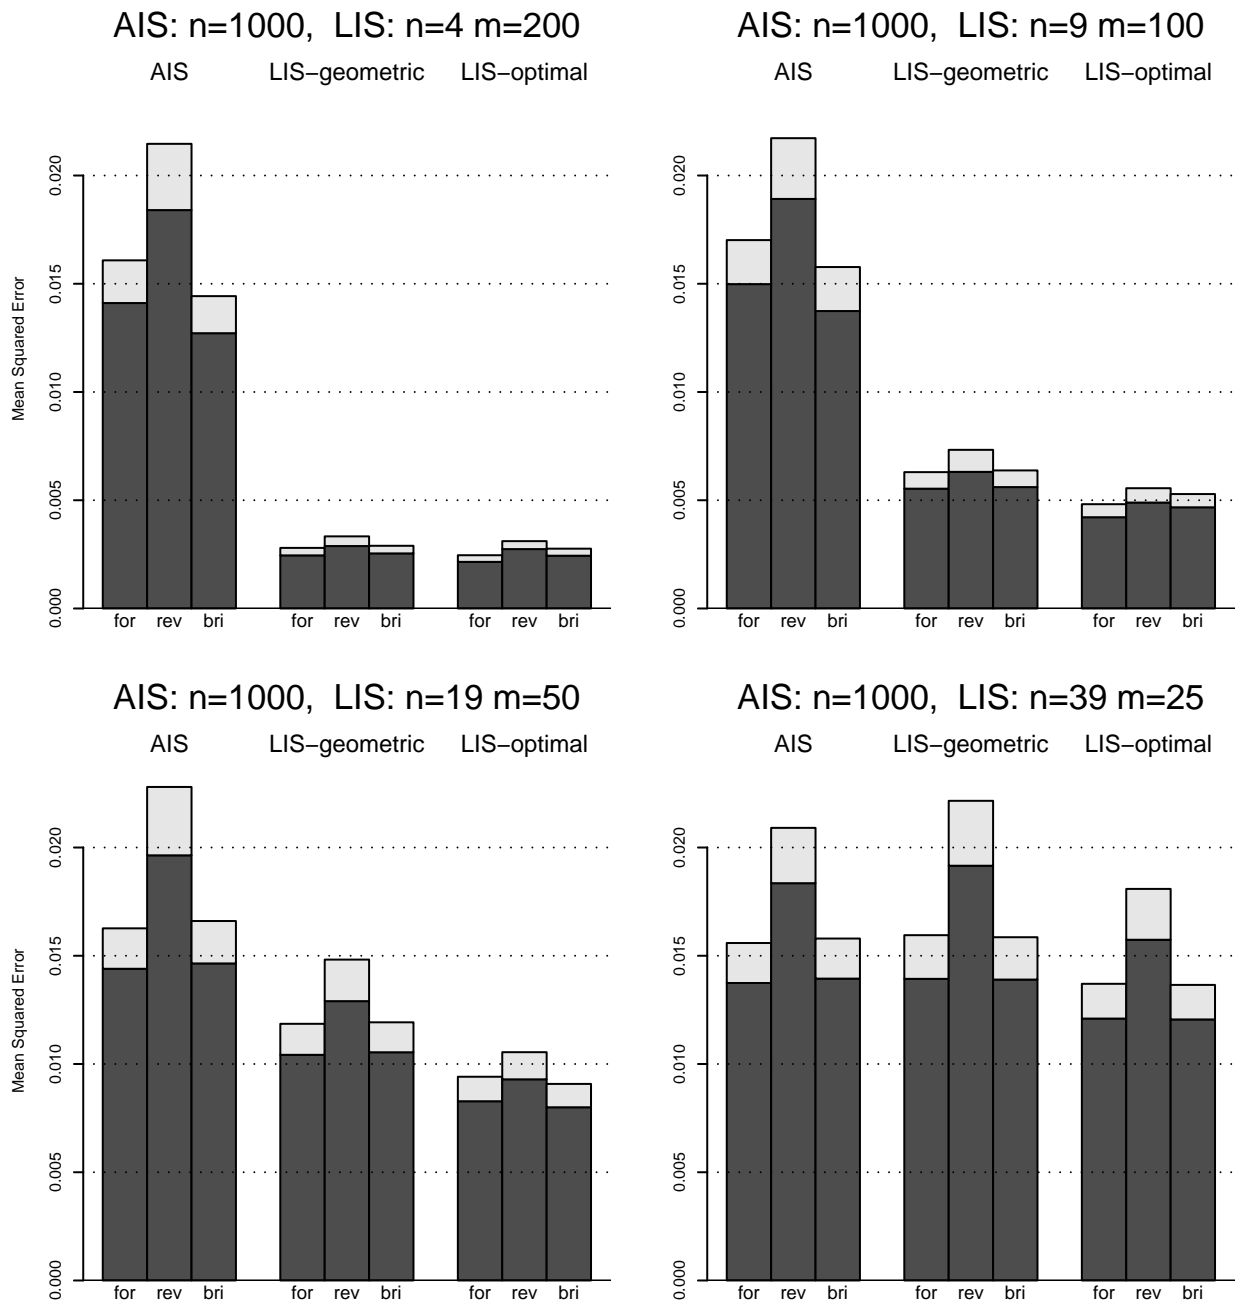 AIS: n=1000,  LIS: n=4 m=200
AIS LIS−geometric LIS−optimal
Mean Squared Error
0.020
0.015
0.010
0.005
0.000
for rev bri for rev bri for rev bri
AIS: n=1000,  LIS: n=9 m=100
AIS LIS−geometric LIS−optimal
0.020
0.015
0.010
0.005
0.000
for rev bri for rev bri for rev bri
AIS: n=1000,  LIS: n=19 m=50
AIS LIS−geometric LIS−optimal
Mean Squared Error
0.020
0.015
0.010
0.005
0.000
for rev bri for rev bri for rev bri
AIS: n=1000,  LIS: n=39 m=25
AIS LIS−geometric LIS−optimal
0.020
0.015
0.010
0.005
0.000
for rev bri for rev bri for rev bri